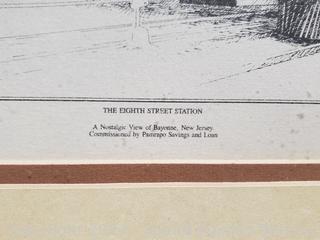 THE EIGHTH STREET STATION
A Nostalgic View of Bayonne, New Jersey.
Commissioned by Pamrapo Savings and Loan